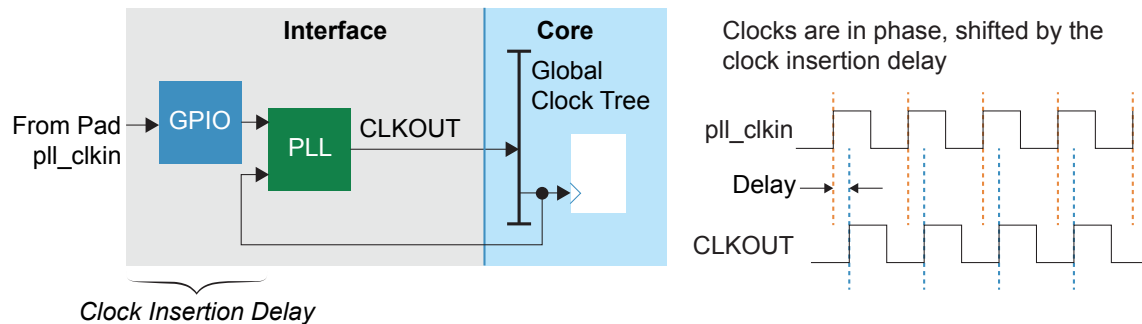 Interface
Core
Clocks are in phase, shifted by the
clock insertion delay
Global
Clock Tree
From Pad
pll_clkin
GPIO
PLL
CLKOUT
pll_clkin
Delay
CLKOUT
Clock Insertion Delay